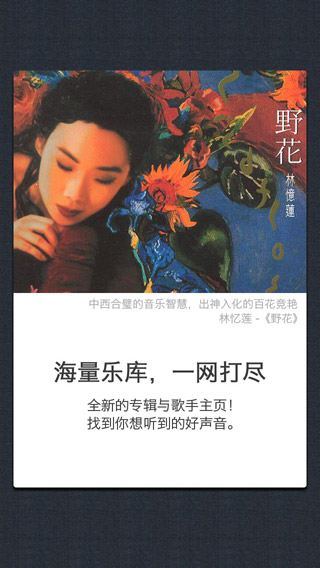 野花
林憶蓮
中西合璧的音乐智慧，出神入化的百花竞艳
林忆莲 -《野花》
海量乐库，一网打尽
全新的专辑与歌手主页！
找到你想听到的好声音。